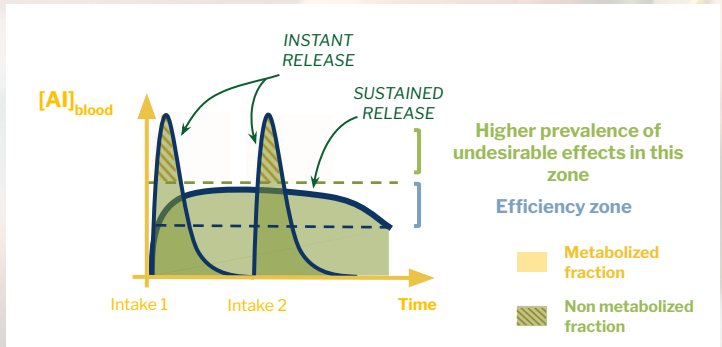 INSTANT
RELEASE
[AI]blood
SUSTAINED
RELEASE
Higher prevalence of
undesirable effects in this
zone
Efficiency zone
Metabolized
fraction
Intake 1
Intake 2
Time
Non metabolized
fraction